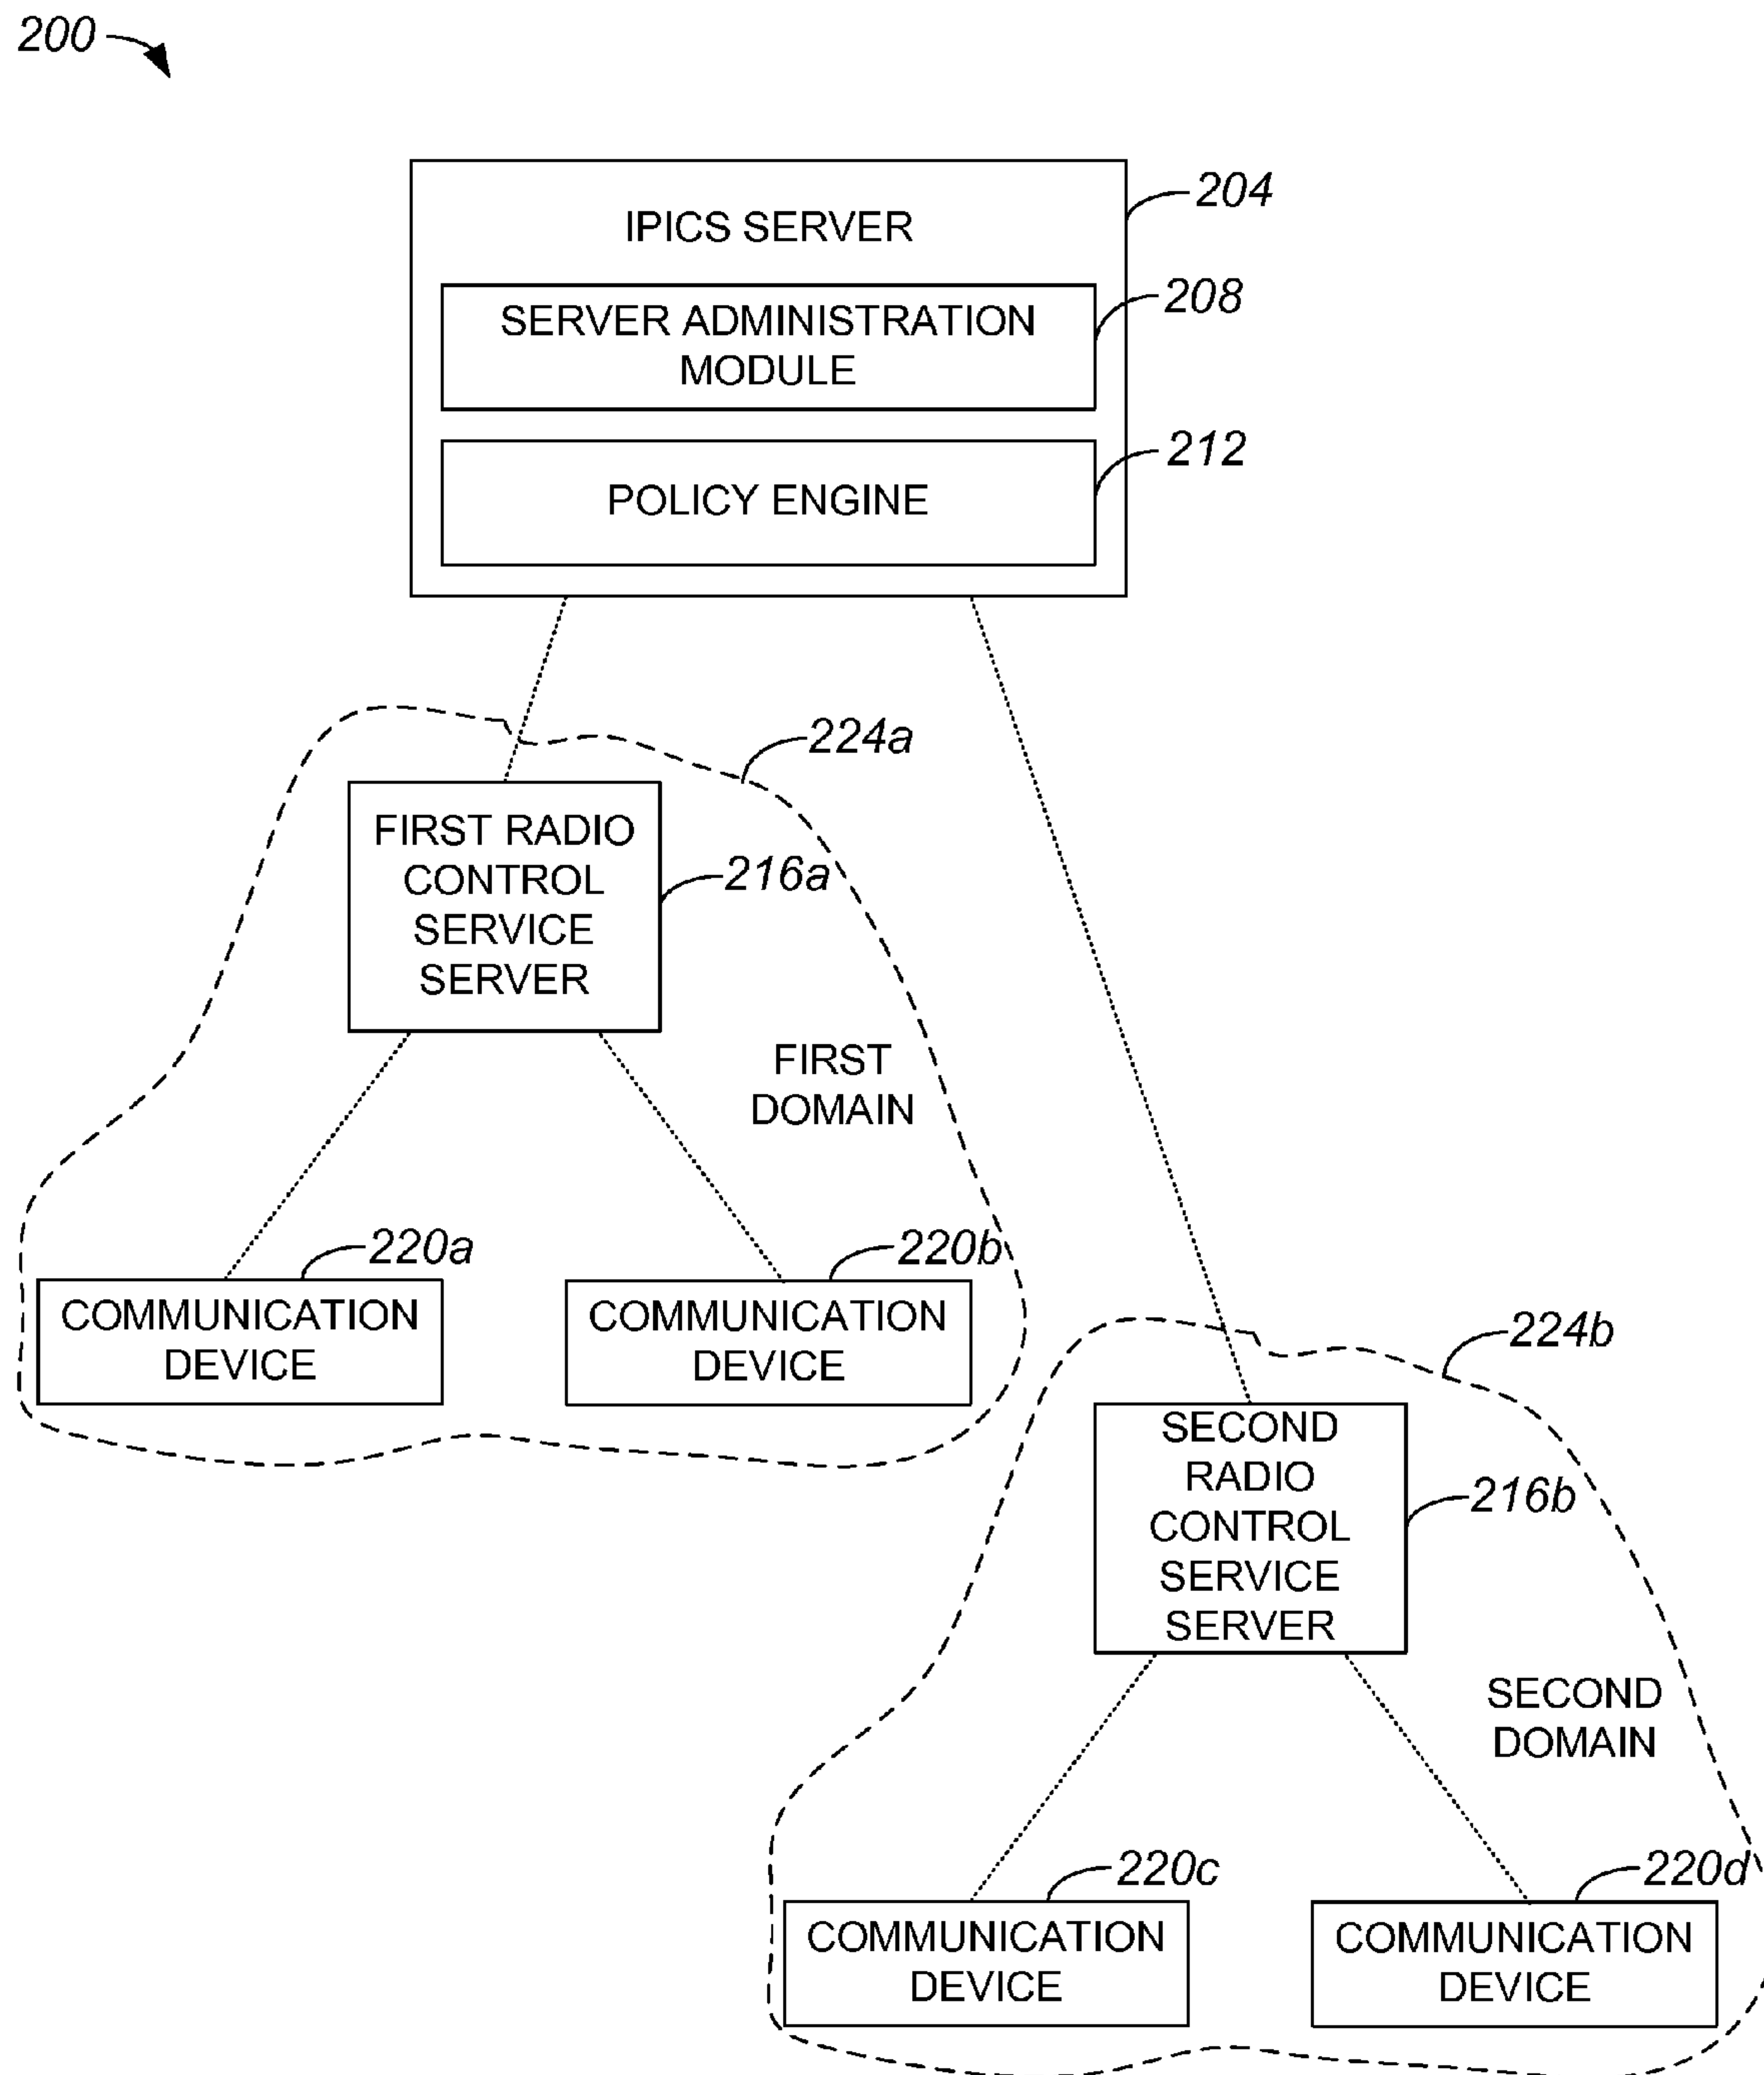 200
IPICS SERVER
204
SERVER ADMINISTRATION
MODULE
208
POLICY ENGINE
212
224a
FIRST RADIO
CONTROL
SERVICE
SERVER
216a
FIRST
DOMAIN
220a
COMMUNICATION
DEVICE
220b
COMMUNICATION
DEVICE
224b
SECOND
RADIO
CONTROL
SERVICE
SERVER
216b
SECOND
DOMAIN
220c
COMMUNICATION
DEVICE
220d
COMMUNICATION
DEVICE